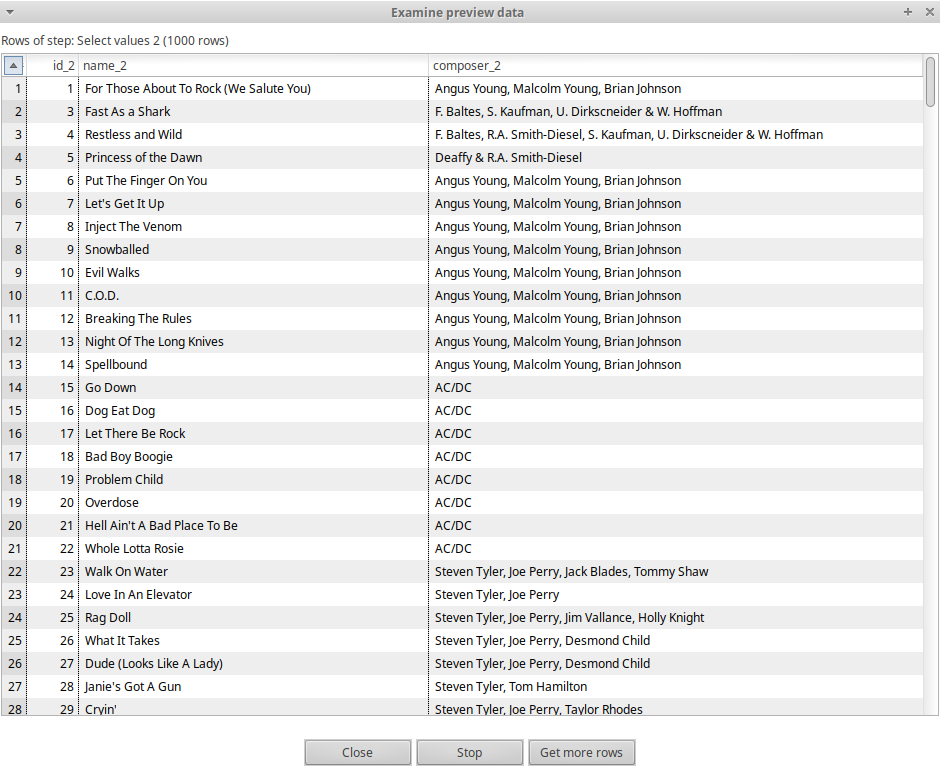 Examine preview data
Rows of step: Select values 2 (1000 rows)
id_2 name_2 composer_2
1 1 For Those About To Rock (We Salute You) Angus Young, Malcolm Young, Brian Johnson
2 3 Fast As a Shark F. Baltes, S. Kaufman, U. Dirkscneider & W. Hoffman
3 4 Restless and Wild F. Baltes, R.A. Smith-Diesel, S. Kaufman, U. Dirkscneider & W. Hoffman
4 5 Princess of the Dawn Deaffy & R.A. Smith-Diesel
5 6 Put The Finger On You Angus Young, Malcolm Young, Brian Johnson
6 7 Let's Get It Up Angus Young, Malcolm Young, Brian Johnson
7 8 Inject The Venom Angus Young, Malcolm Young, Brian Johnson
8 9 Snowballed Angus Young, Malcolm Young, Brian Johnson
9 10 Evil Walks Angus Young, Malcolm Young, Brian Johnson
10 11 C.O.D. Angus Young, Malcolm Young, Brian Johnson
11 12 Breaking The Rules Angus Young, Malcolm Young, Brian Johnson
12 13 Night Of The Long Knives Angus Young, Malcolm Young, Brian Johnson
13 14 Spellbound Angus Young, Malcolm Young, Brian Johnson
14 15 Go Down AC/DC
15 16 Dog Eat Dog AC/DC
16 17 Let There Be Rock AC/DC
17 18 Bad Boy Boogie AC/DC
18 19 Problem Child AC/DC
19 20 Overdose AC/DC
20 21 Hell Ain't A Bad Place To Be AC/DC
21 22 Whole Lotta Rosie AC/DC
22 23 Walk On Water Steven Tyler, Joe Perry, Jack Blades, Tommy Shaw
23 24 Love In An Elevator Steven Tyler, Joe Perry
24 25 Rag Doll Steven Tyler, Joe Perry, Jim Vallance, Holly Knight
25 26 What It Takes Steven Tyler, Joe Perry, Desmond Child
26 27 Dude (Looks Like A Lady) Steven Tyler, Joe Perry, Desmond Child
27 28 Janie's Got A Gun Steven Tyler, Tom Hamilton
28 29 Cryin' Steven Tyler, Joe Perry, Taylor Rhodes
Close Stop Get more rows